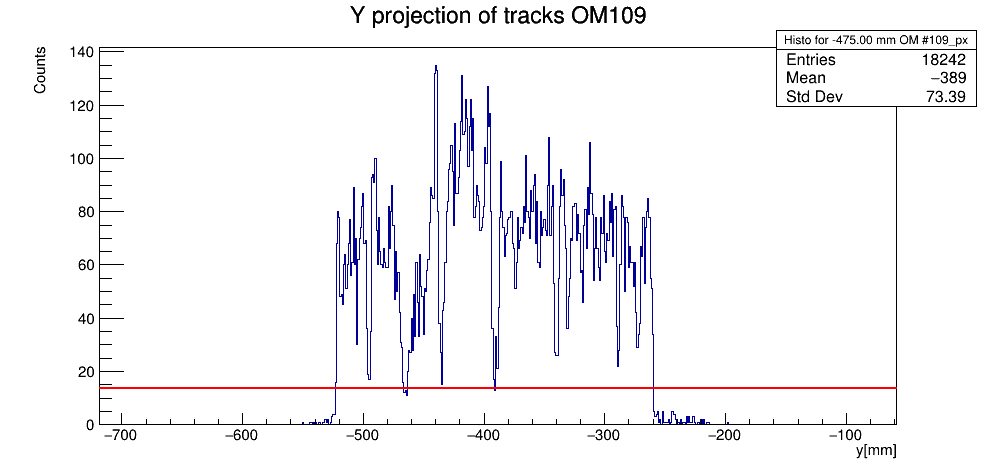 Y projection of tracks OM109
Histo for -475.00 mm OM #109_px
Entries 18242
Mean −389
Std Dev 73.39
Counts
140
120
100
80
60
40
20
0
−700 −600 −500 −400 −300 −200 −100
y[mm]